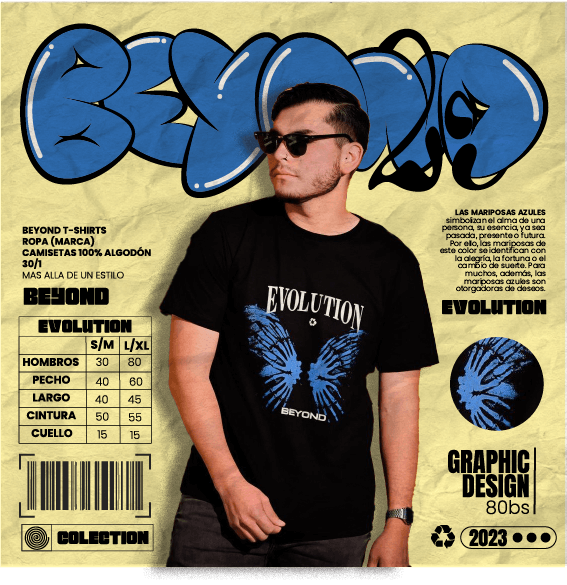 BEYOND
BEYOND T-SHIRTS
ROPA (MARCA)
CAMISETAS 100% ALGODÓN
30/1
MAS ALLA DE UN ESTILO
BEYOND
EVOLUTION
S/M L/XL
HOMBROS 30 80
PECHO 40 60
LARGO 40 45
CINTURA 50 55
CUELLO 15 15
COLECTION
EVOLUTION
BEYOND
LAS MARIPOSAS AZULES
simbolizan el alma de una
persona, su esencia, ya sea
pasada, presente o futura.
Por ello, las mariposas de
este color se identifican con
la alegría, la fortuna o el
cambio de suerte. Para
muchos, además, las
mariposas azules son
otorgadoras de deseos.
EVOLUTION
GRAPHIC
DESIGN
80bs
2023